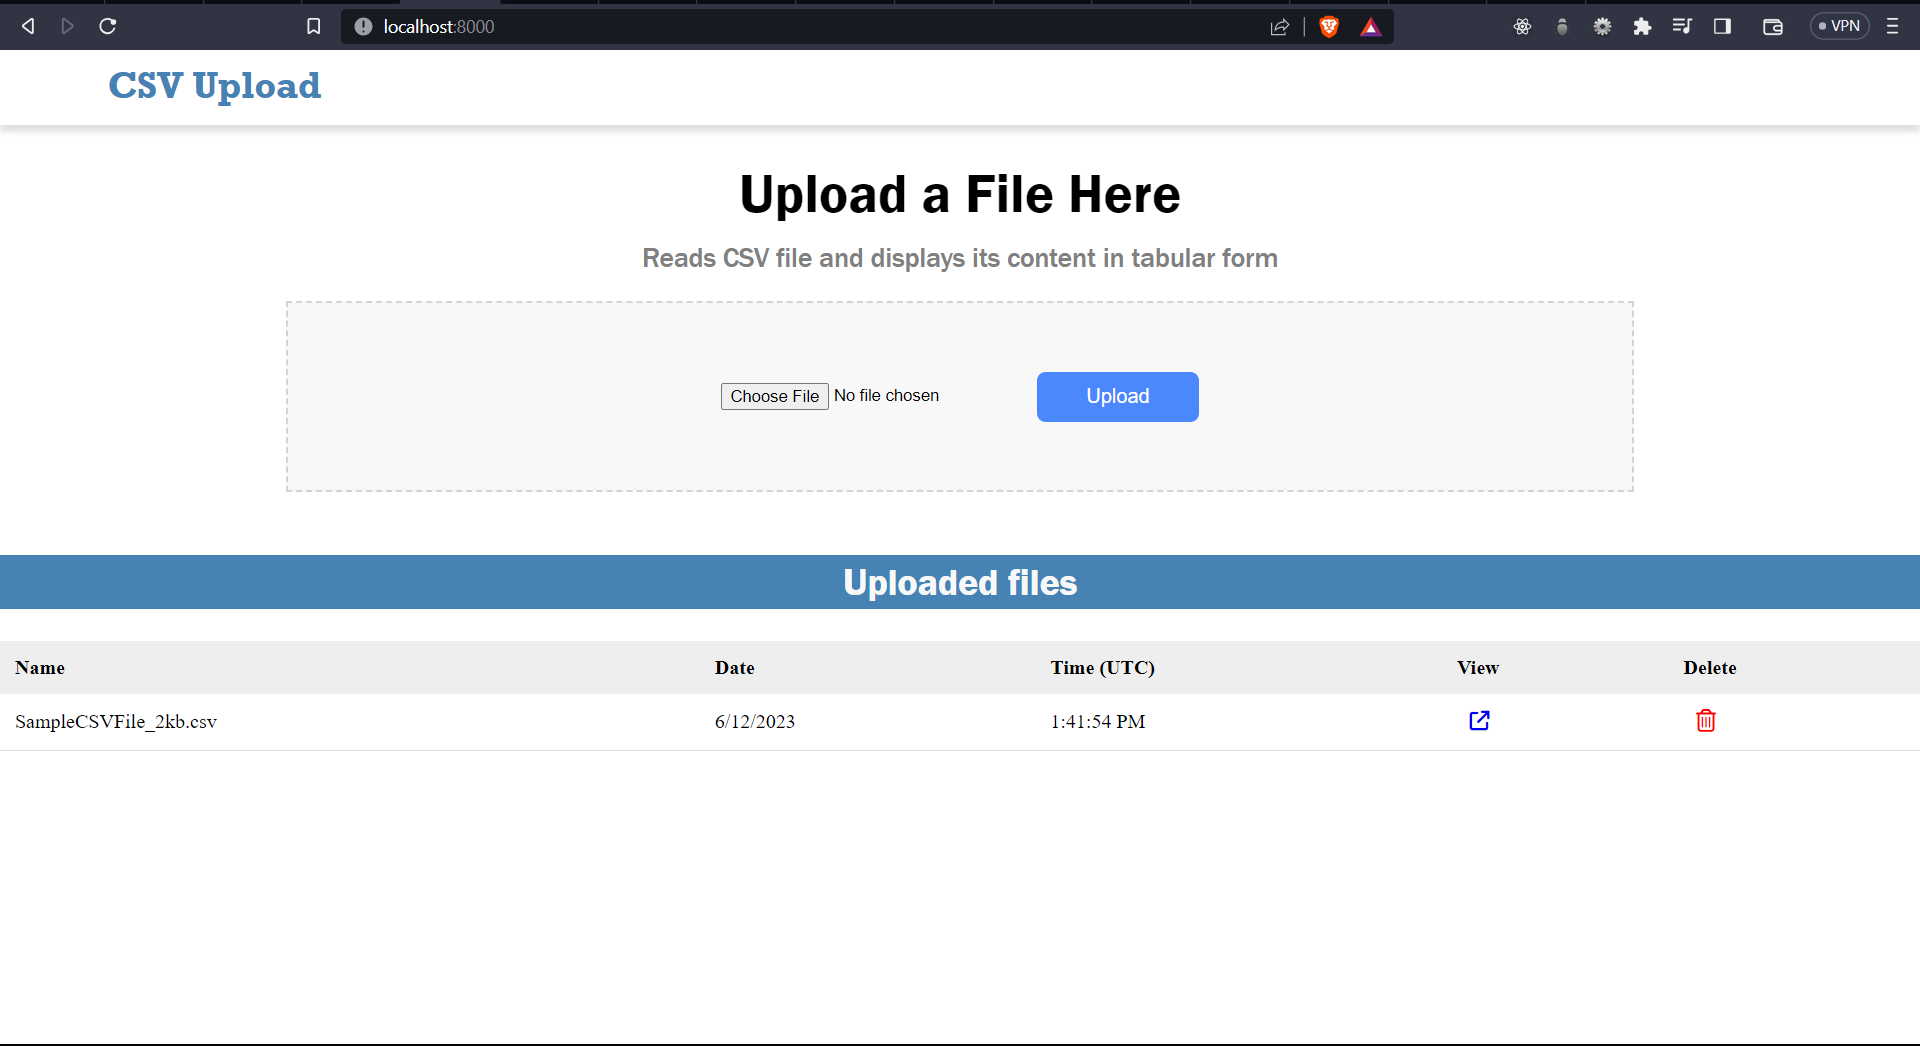 localhost:8000
VPN
CSV Upload
Upload a File Here
Reads CSV file and displays its content in tabular form
Choose File No file chosen
Upload
Uploaded files
Name Date Time (UTC) View Delete
SampleCSVFile_2kb.csv 6/12/2023 1:41:54 PM